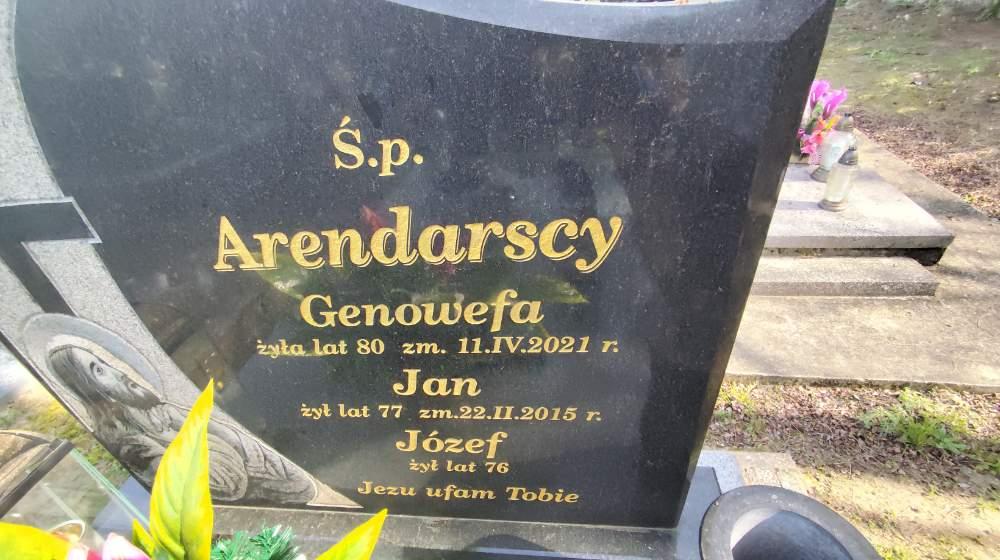 Ś.p.
Arendarscy
Genowefa
żyła lat 80 zm. 11.IV.2021 r.
Jan
żył lat 77 zm.22.II.2015 r.
Józef
żył lat 76
Jezu ufam Tobie